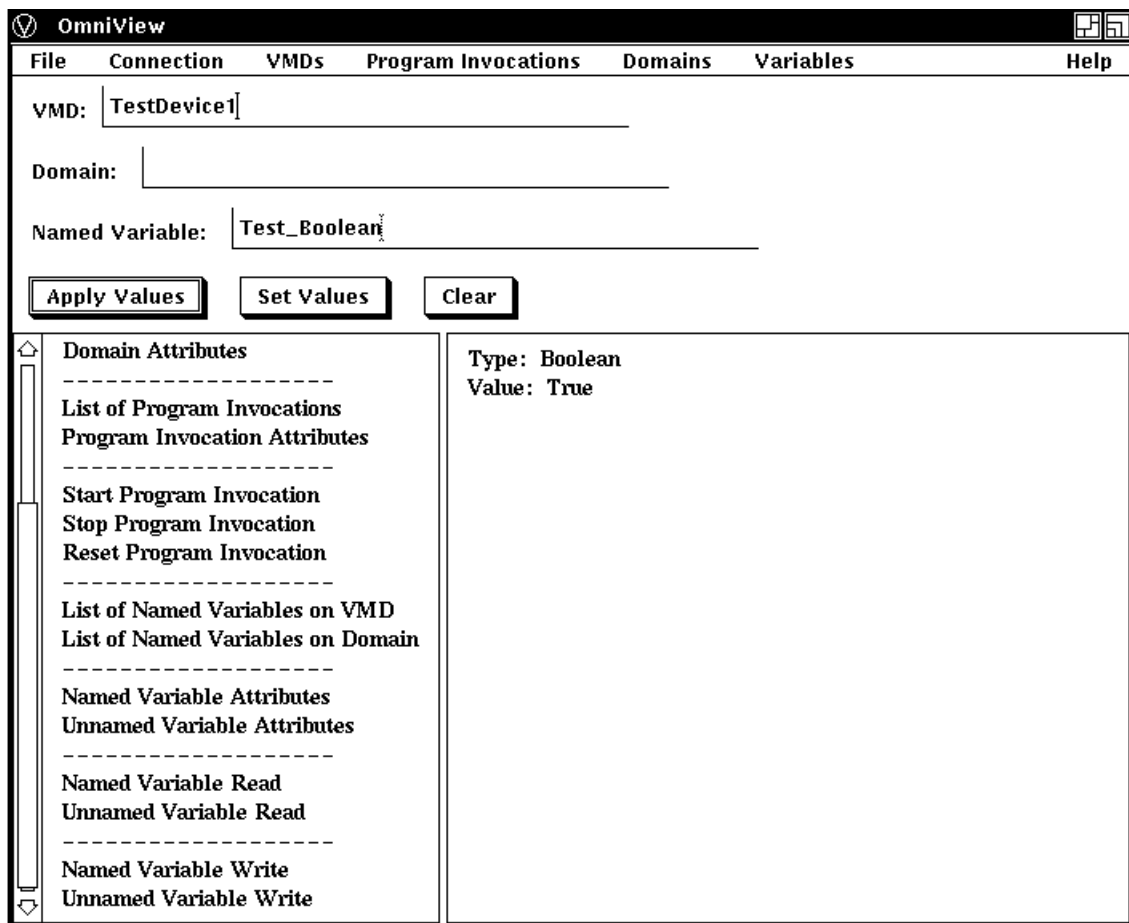 OmniView
File Connection VMDs Program Invocations Domains Variables Help
VMD: TestDevice1
Domain:
Named Variable: Test_Boolean
Apply Values Set Values Clear
Domain Attributes
-------------------
List of Program Invocations
Program Invocation Attributes
-------------------
Start Program Invocation
Stop Program Invocation
Reset Program Invocation
-------------------
List of Named Variables on VMD
List of Named Variables on Domain
-------------------
Named Variable Attributes
Unnamed Variable Attributes
-------------------
Named Variable Read
Unnamed Variable Read
-------------------
Named Variable Write
Unnamed Variable Write
Type: Boolean
Value: True